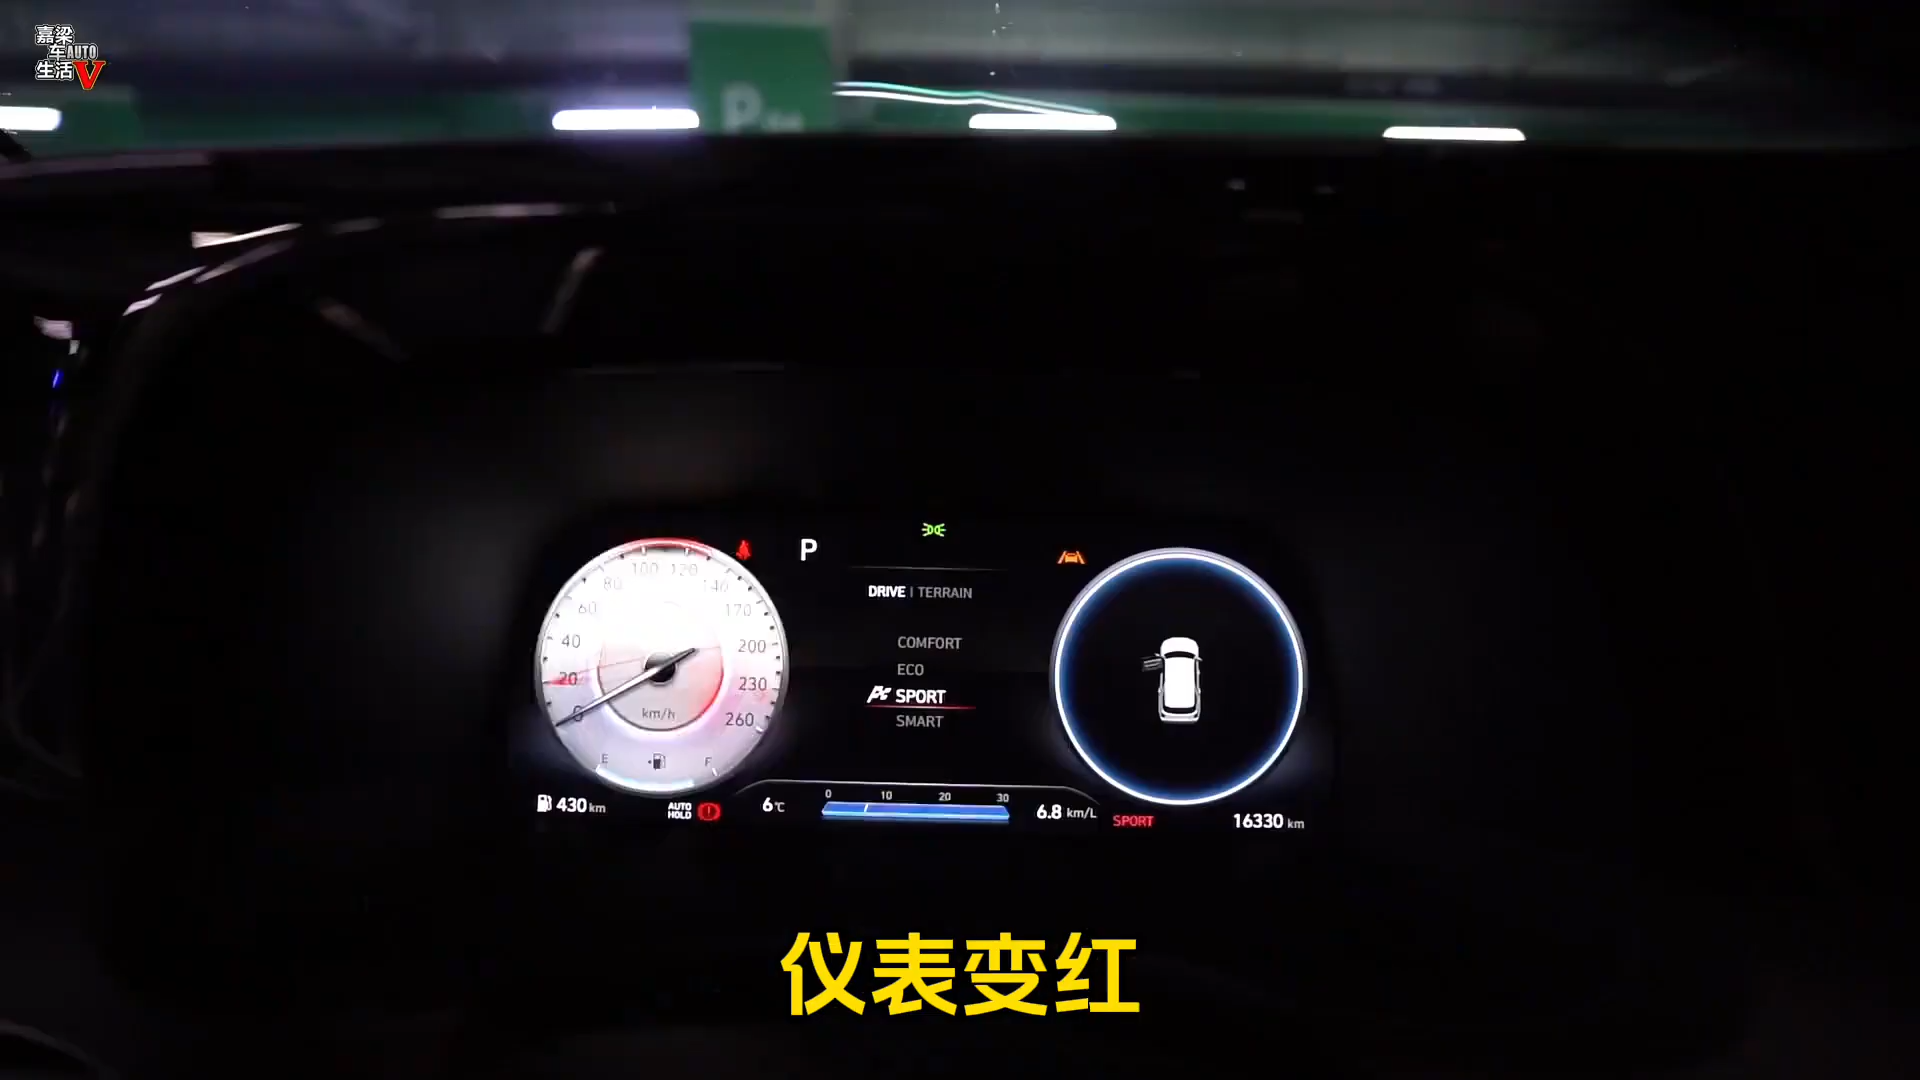 嘉梁
车AUTO
生活V
P
P
DRIVE | TERRAIN
COMFORT
ECO
SPORT
SMART
0
20
40
60
80
100
120
140
170
200
230
260
km/h
E
F
430 km
AUTO
HOLD
6℃
0 10 20 30
6.8 km/L
SPORT
16330 km
仪表变红